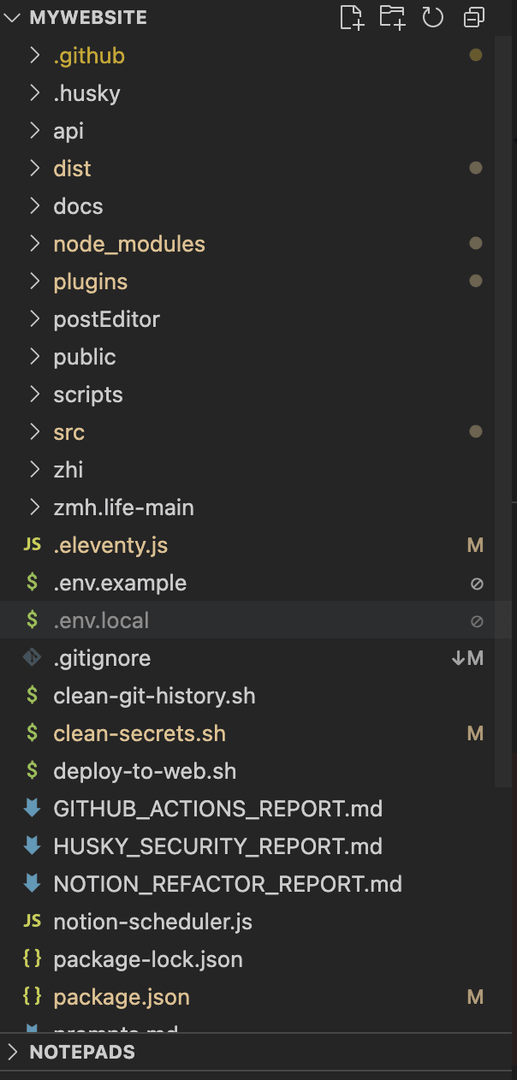 MYWEBSITE
.github
.husky
api
dist
docs
node_modules
plugins
postEditor
public
scripts
src
zhi
zmh.life-main
JS .eleventy.js M
$ .env.example
$ .env.local
.gitignore ↓M
$ clean-git-history.sh
$ clean-secrets.sh M
$ deploy-to-web.sh
GITHUB_ACTIONS_REPORT.md
HUSKY_SECURITY_REPORT.md
NOTION_REFACTOR_REPORT.md
JS notion-scheduler.js
{} package-lock.json
{} package.json M
prompts.md
NOTEPADS